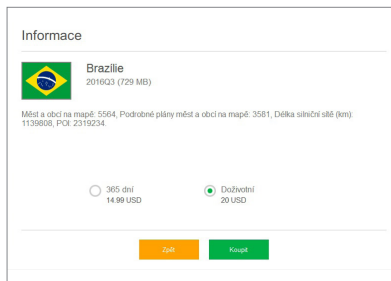 Informace
Brazílie
2016Q3 (729 MB)
Měst a obcí na mapě: 5564, Podrobné plány měst a obcí na mapě: 3581, Délka silniční sítě (km):
1139808, POI: 2319234
365 dní
14.99 USD
Doživotní
20 USD
Zpět
Koupit